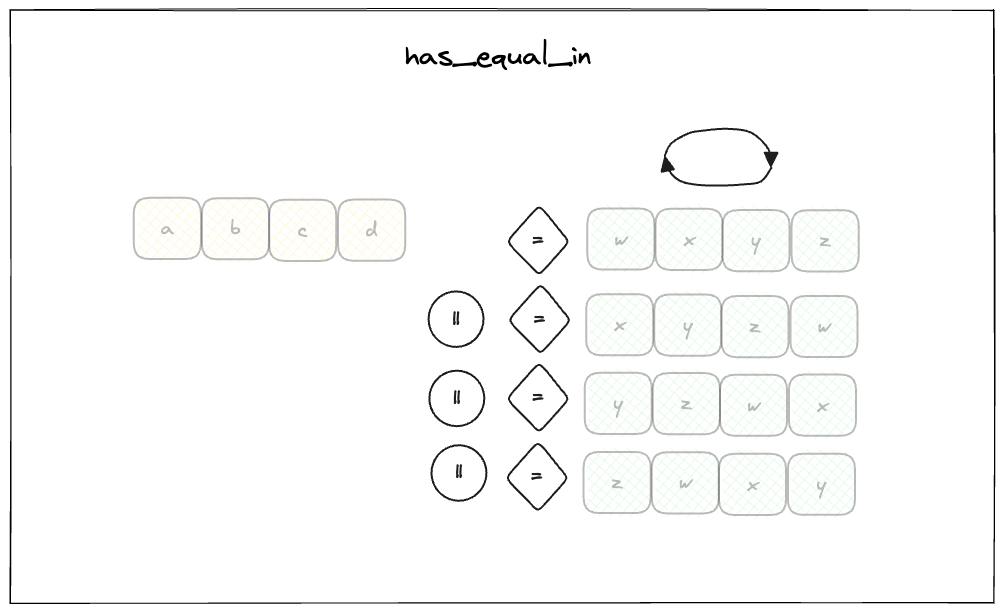 has_equal_in
a b c d = w x y z
|| = x y z w
|| = y z w x
|| = z w x y